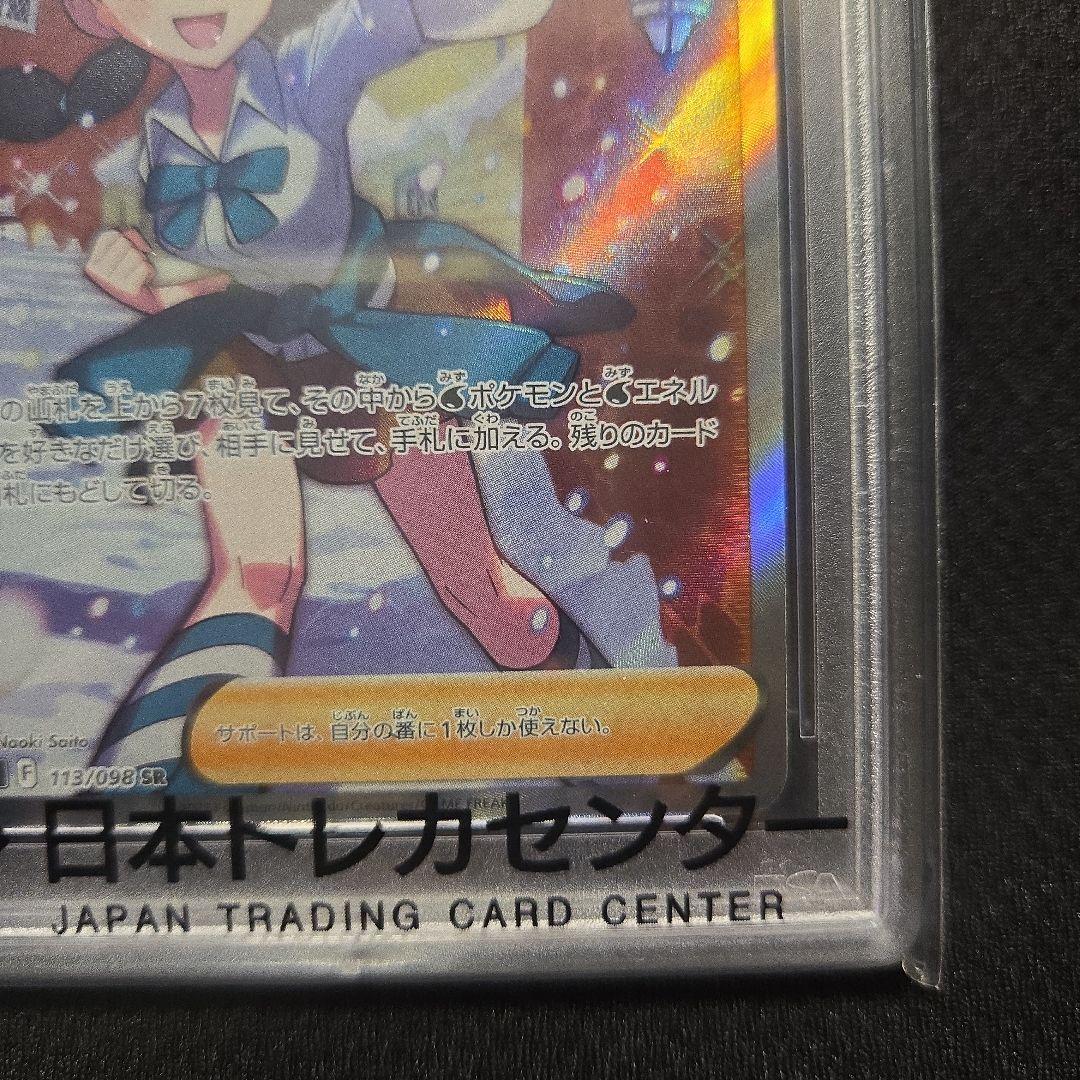 の山札を上から7枚見て、その中からポケモンとエネル
を好きなだけ選び、相手に見せて、手札に加える。残りのカード
札にもどして切る。
サポートは、自分の番に1枚しか使えない。
Naoki Saito
F 113/098 SR
日本トレカセンター
JAPAN TRADING CARD CENTER